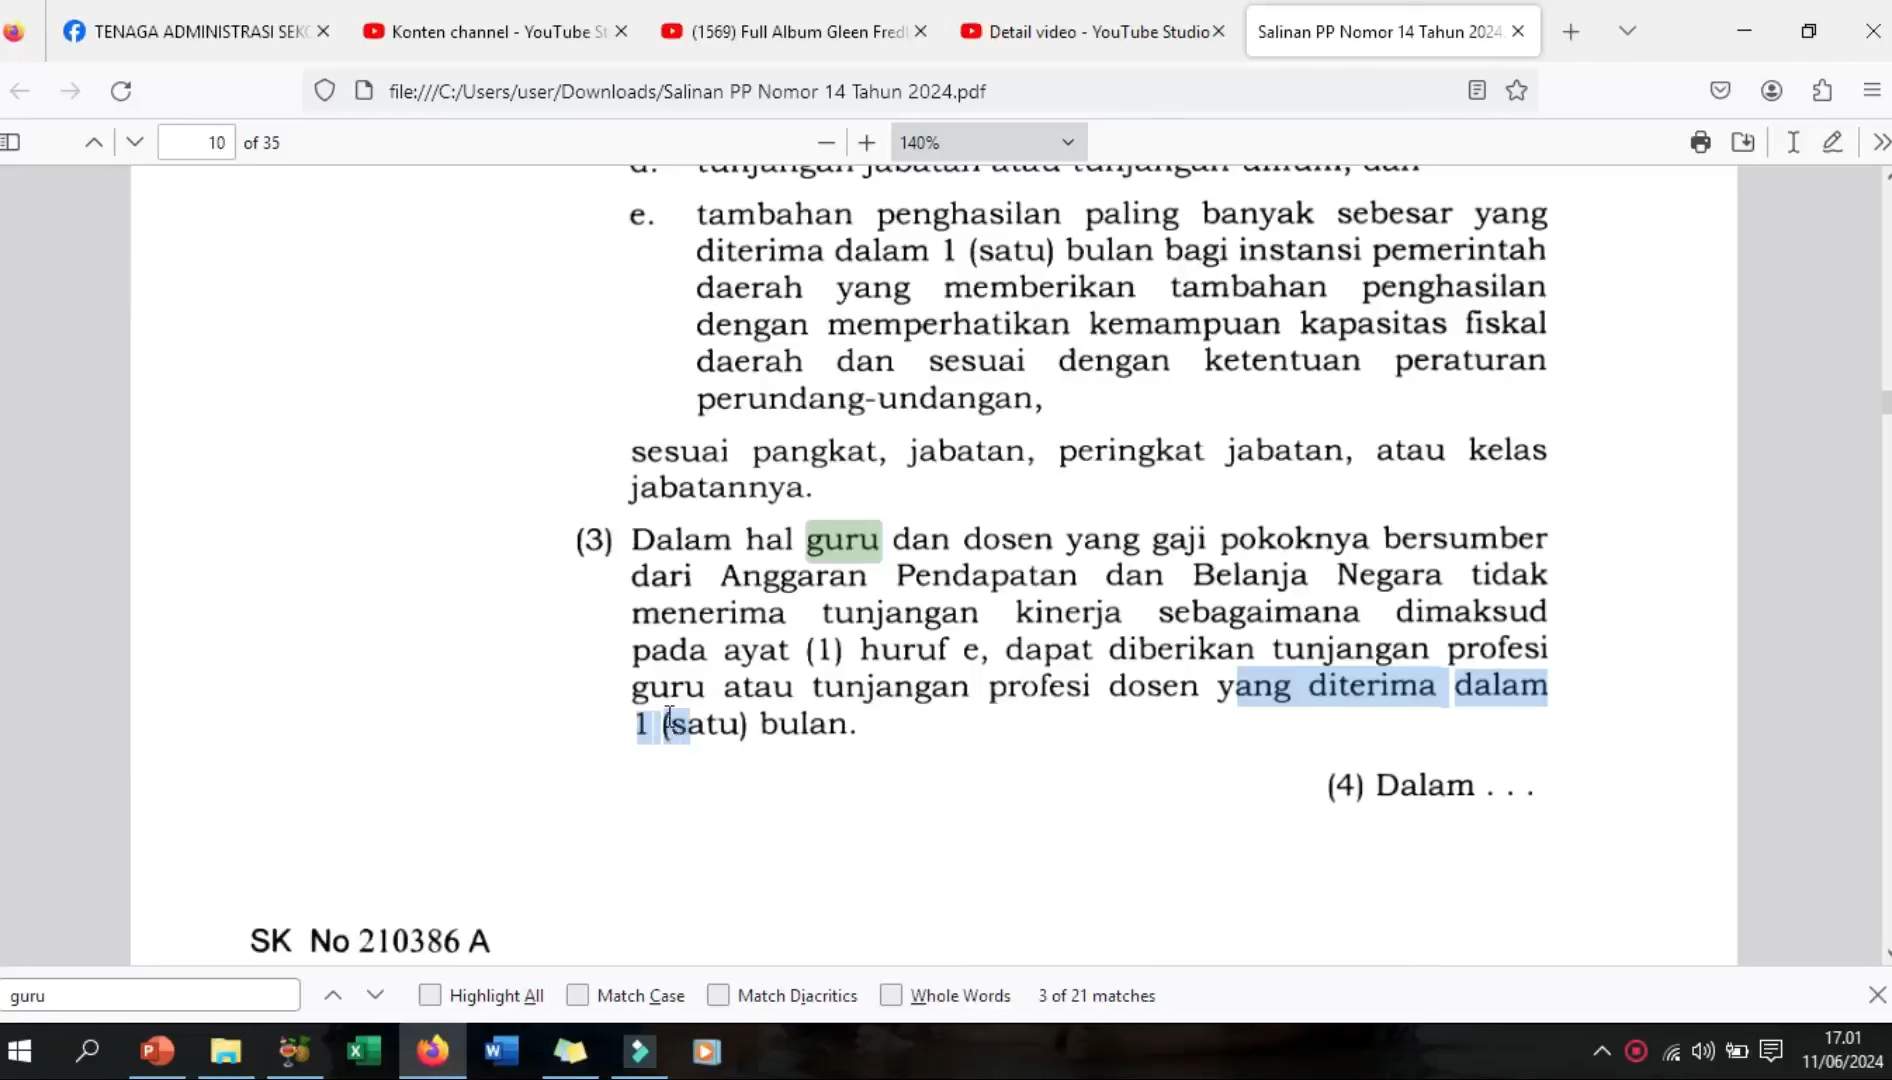 TENAGA ADMINISTRASI SEK
Konten channel - YouTube St
(1569) Full Album Gleen Fredl
Detail video - YouTube Studio
Salinan PP Nomor 14 Tahun 2024.
file:///C:/Users/user/Downloads/Salinan PP Nomor 14 Tahun 2024.pdf
10 of 35
140%
d. tunjangan jabatan atau tunjangan umum; dan
e. tambahan penghasilan paling banyak sebesar yang
diterima dalam 1 (satu) bulan bagi instansi pemerintah
daerah yang memberikan tambahan penghasilan
dengan memperhatikan kemampuan kapasitas fiskal
daerah dan sesuai dengan ketentuan peraturan
perundang-undangan,
sesuai pangkat, jabatan, peringkat jabatan, atau kelas
jabatannya.
(3) Dalam hal guru dan dosen yang gaji pokoknya bersumber
dari Anggaran Pendapatan dan Belanja Negara tidak
menerima tunjangan kinerja sebagaimana dimaksud
pada ayat (1) huruf e, dapat diberikan tunjangan profesi
guru atau tunjangan profesi dosen yang diterima dalam
1 (satu) bulan.
(4) Dalam . . .
SK No 210386 A
guru
Highlight All
Match Case
Match Diacritics
Whole Words
3 of 21 matches
17.01
11/06/2024